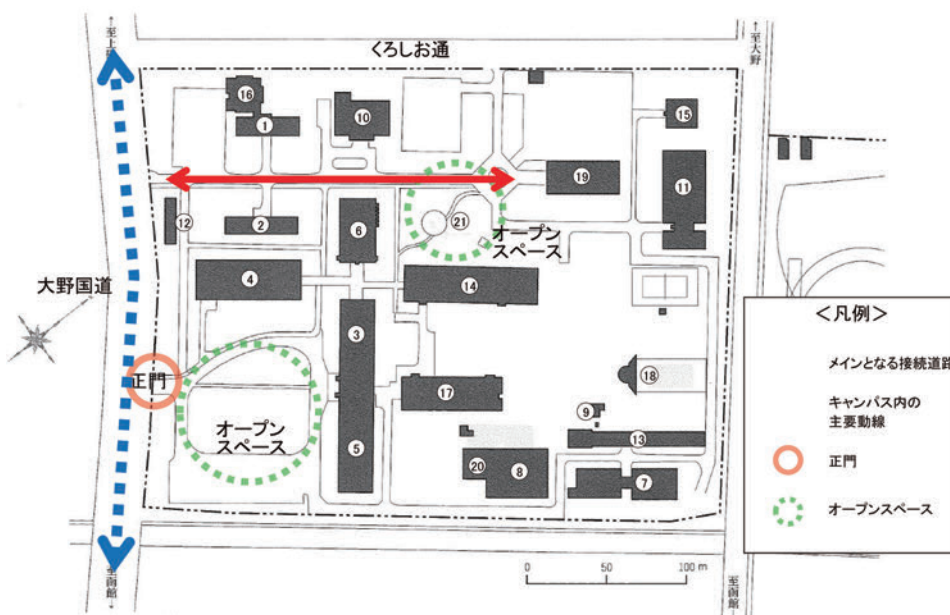 くろしお通
←至大野
16
1
10
15
19
11
12
2
6
21
オープン
スペース
4
14
大野国道
3
<凡例>
メインとなる接続道路
キャンパス内の
主要動線
正門
オープンスペース
正門
18
17
9
オープン
スペース
5
13
20
8
7
0
50
100 m
至函館→
至函館→